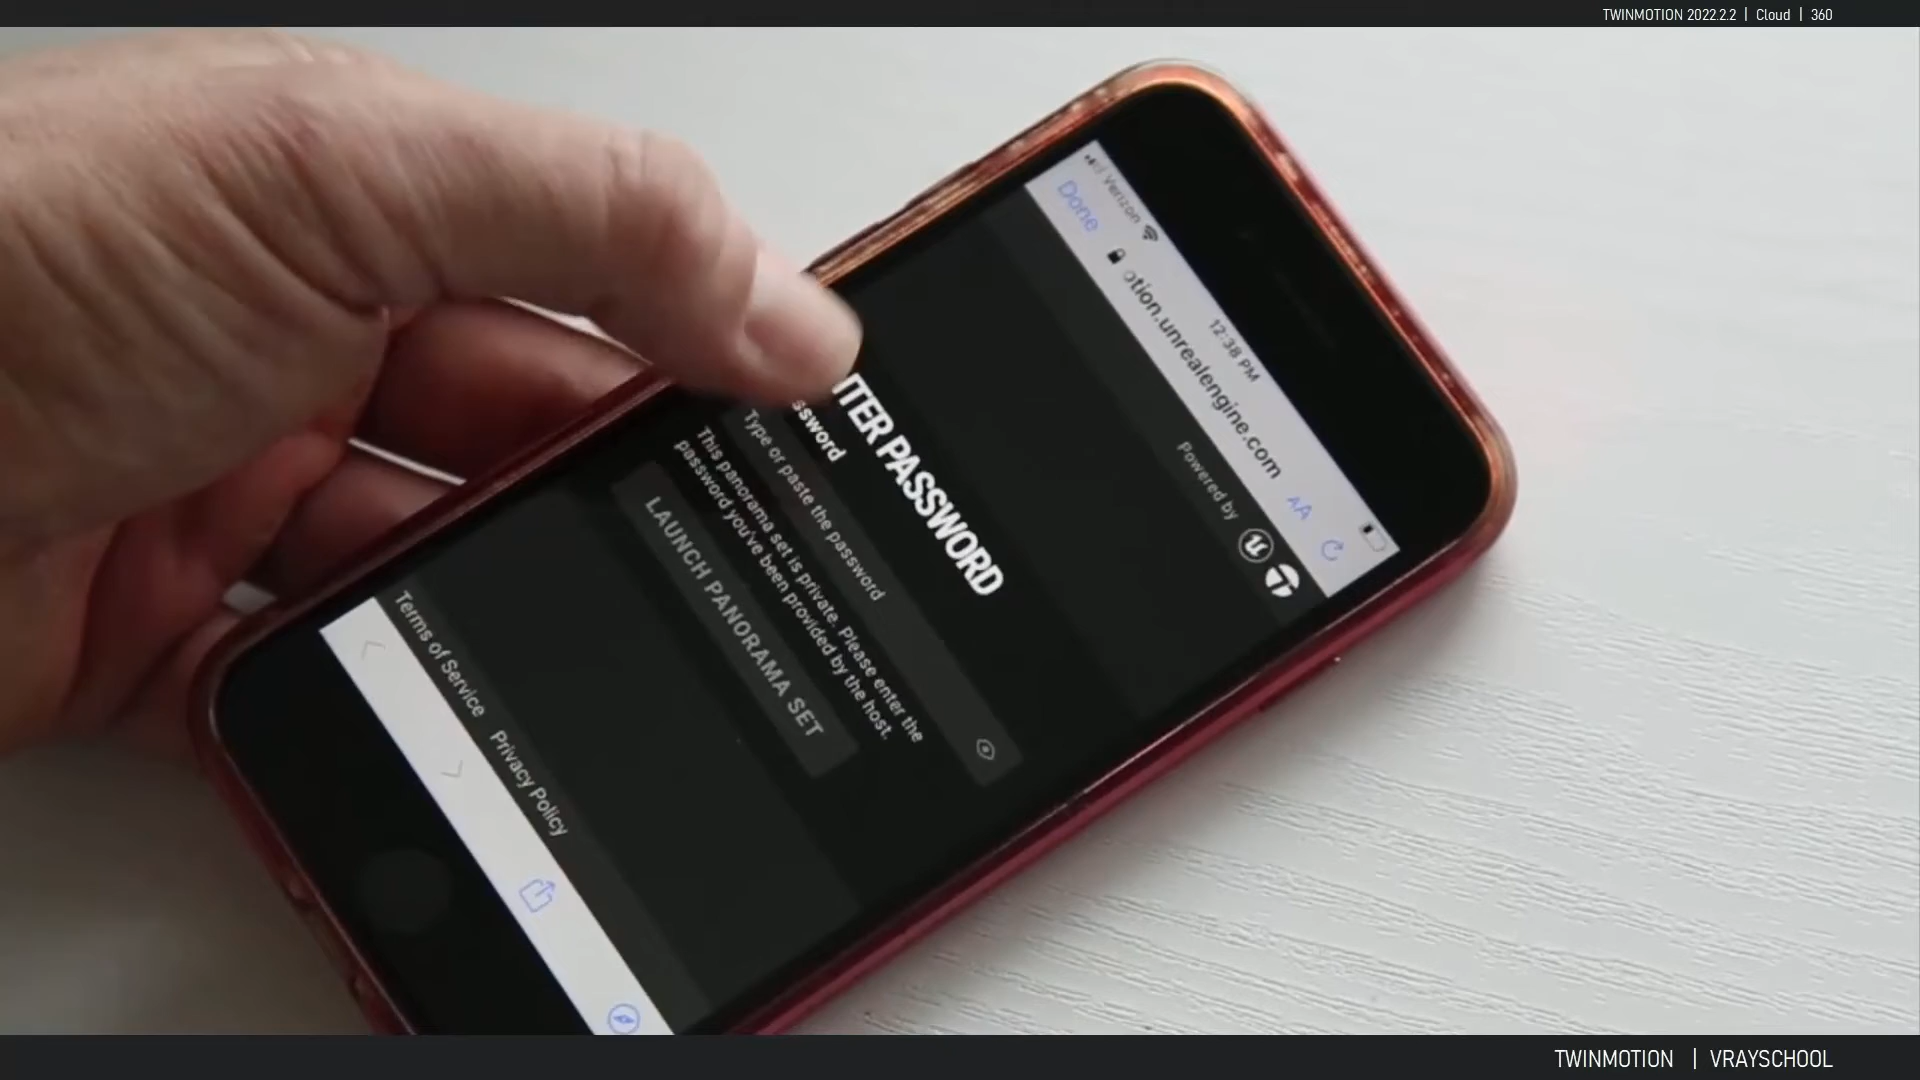 TWINMOTION 2022.2.2 | Cloud | 360
Verizon
12:38 PM
Done
otion.unrealengine.com
AA
Powered by
TER PASSWORD
ssword
Type or paste the password
This panorama set is private. Please enter the
password you've been provided by the host.
LAUNCH PANORAMA SET
Terms of Service
Privacy Policy
TWINMOTION | VRAYSCHOOL